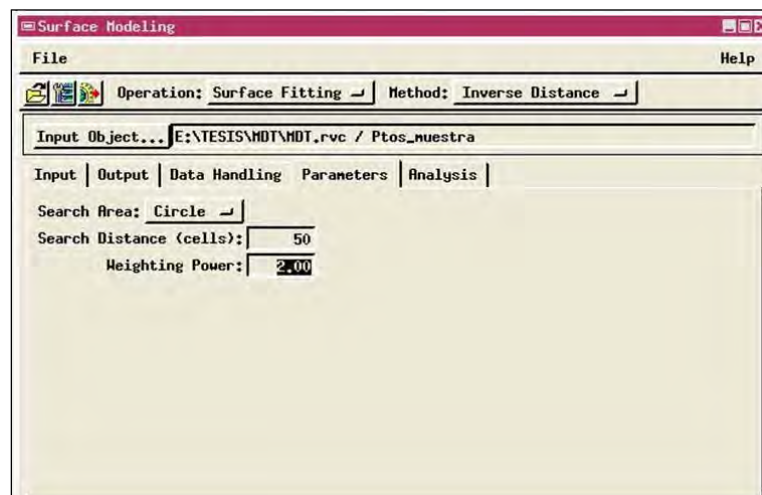 Surface Modeling
File Help
Operation: Surface Fitting Method: Inverse Distance
Input Object... E:\TESIS\MDT\MDT.rvc / Ptos_muestra
Input Output Data Handling Parameters Analysis
Search Area: Circle
Search Distance (cells): 50
Weighting Power: 2.00